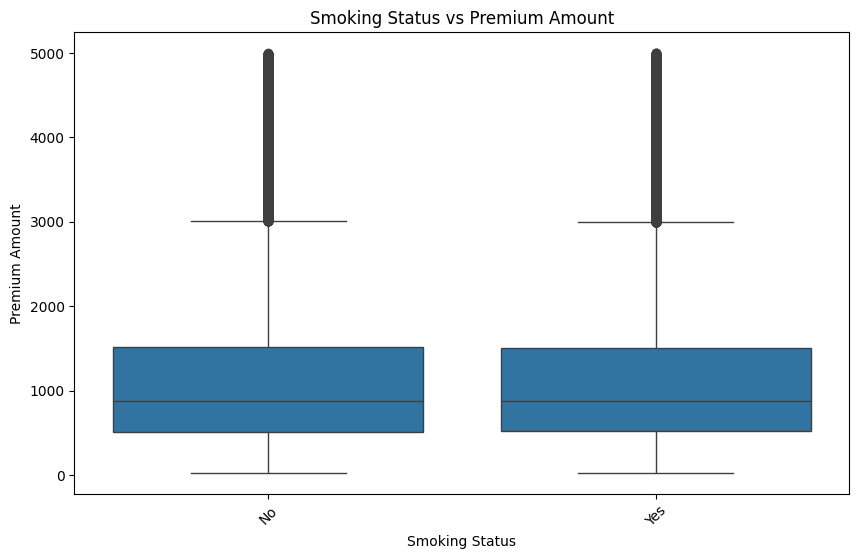 Smoking Status vs Premium Amount
5000
4000
3000
2000
1000
0
Premium Amount
No
Yes
Smoking Status